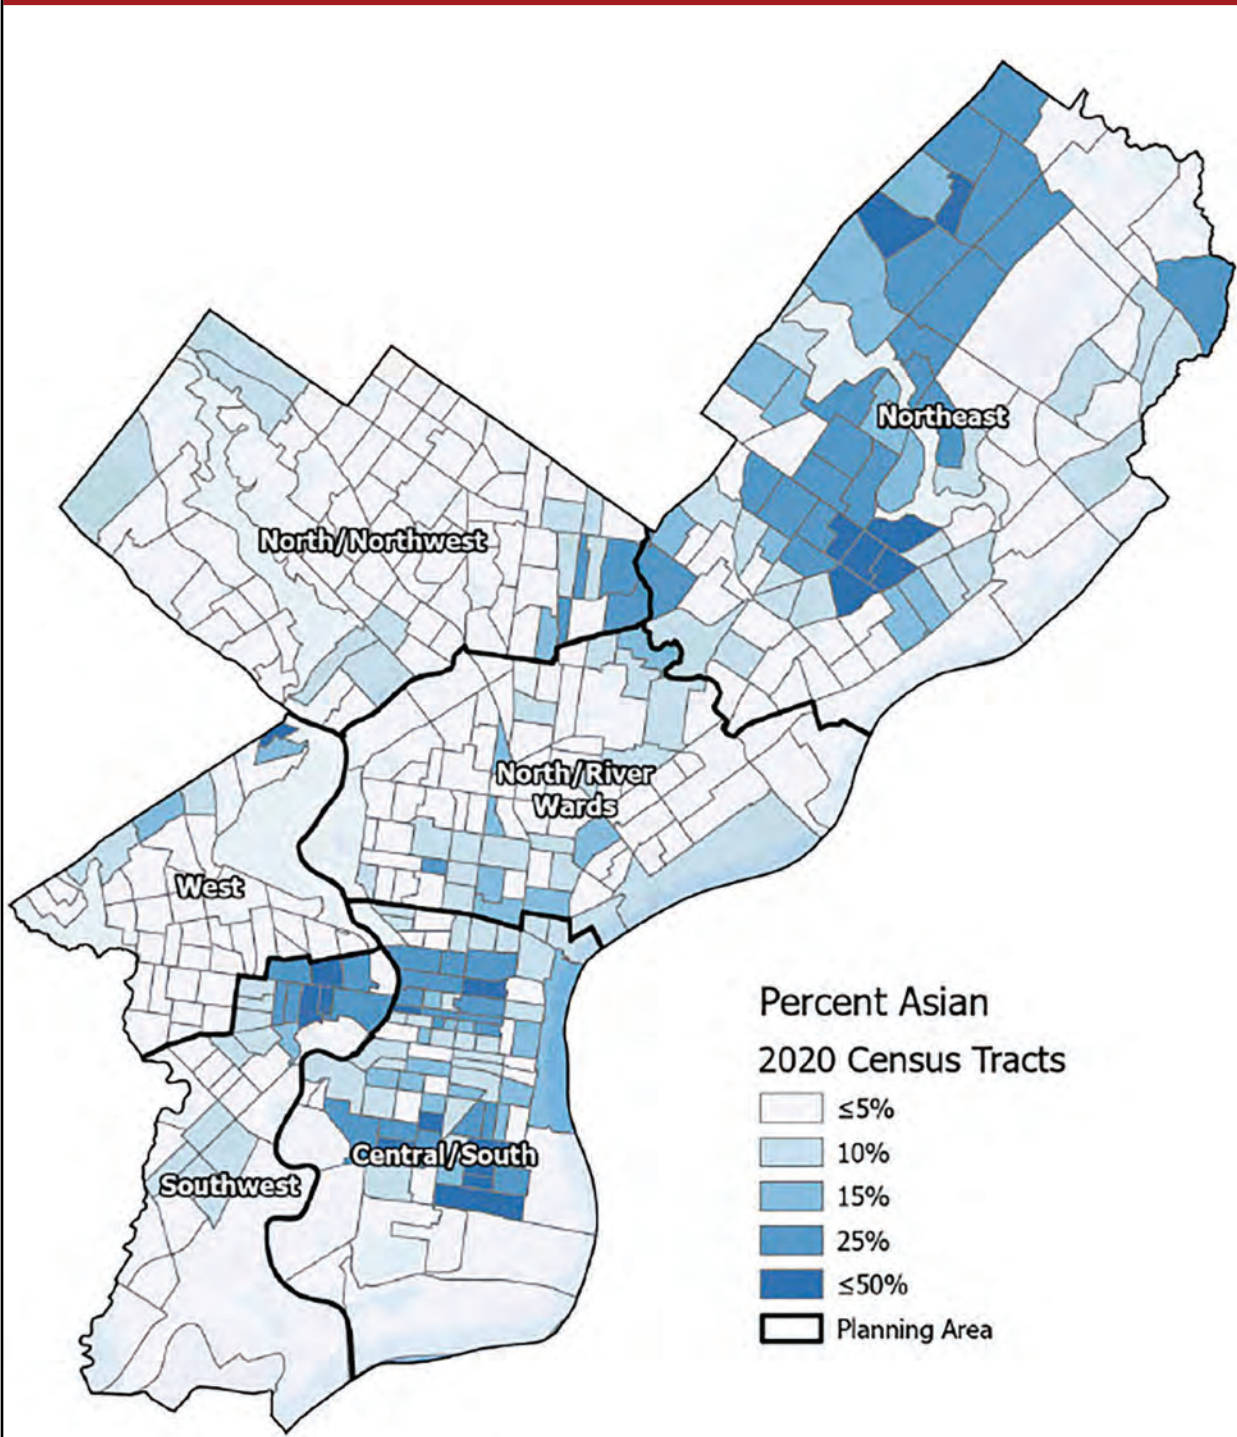 Northeast
North/Northwest
North/River
Wards
West
Central/South
Southwest
Percent Asian
2020 Census Tracts
≤5%
10%
15%
25%
≤50%
Planning Area